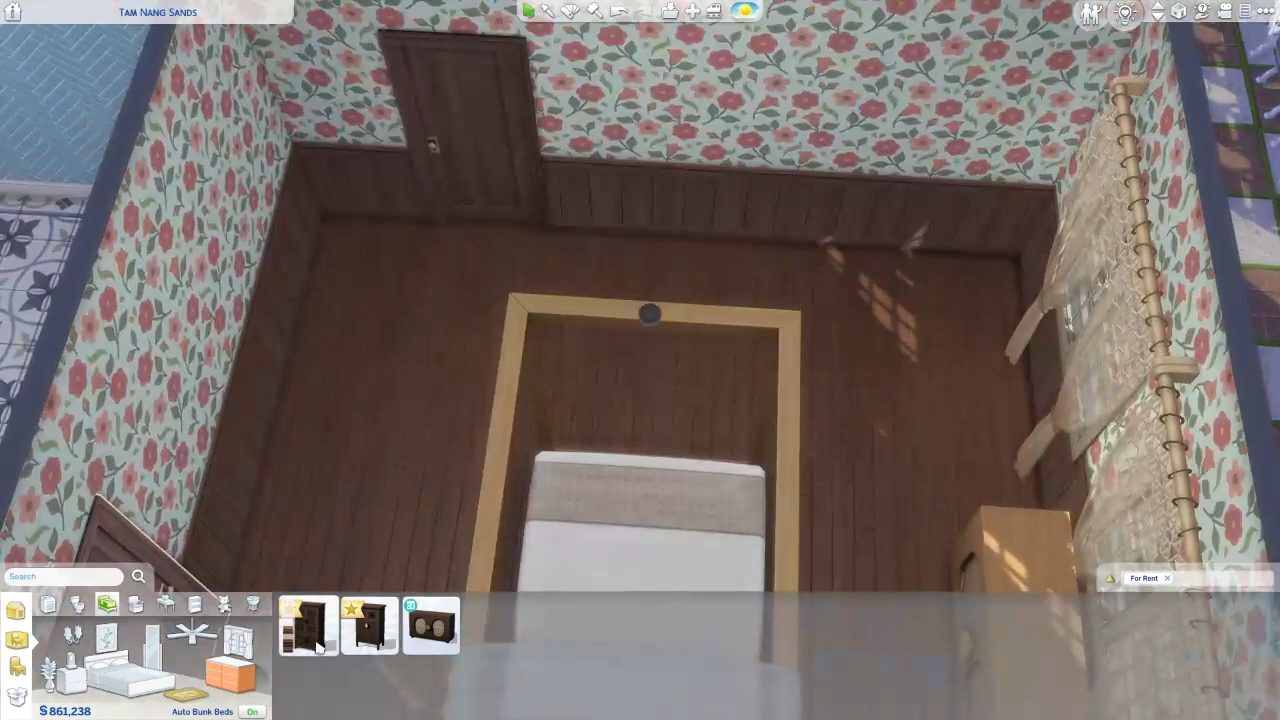 TAM NANG SANDS
Search
For Rent
§861,238
Auto Bunk Beds
On